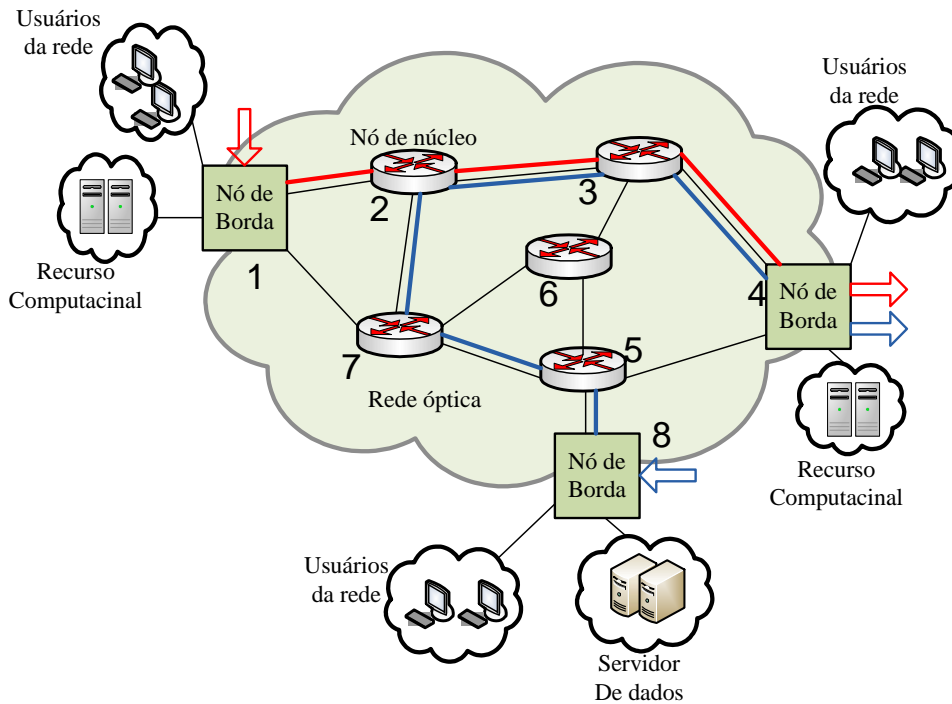 Usuários
da rede
Nó de núcleo
Usuários
da rede
Nó de
Borda
2
3
Recurso
Computacinal
1
6
4
Nó de
Borda
7
5
Rede óptica
8
Nó de
Borda
Recurso
Computacinal
Usuários
da rede
Servidor
De dados